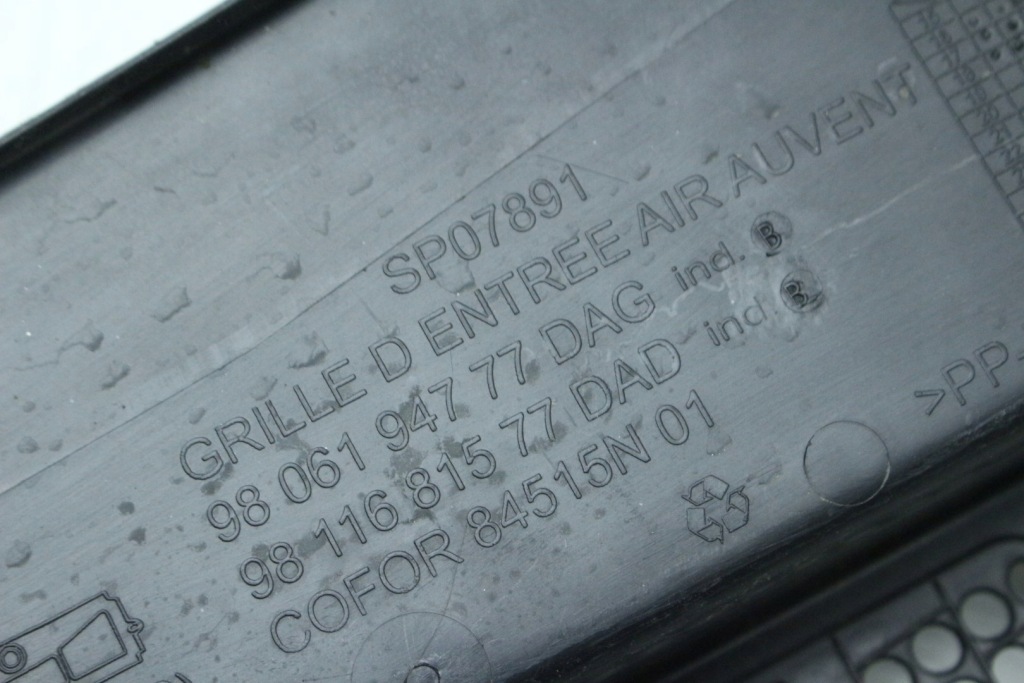 SP07891
GRILLE D ENTREE AIR AUVENT
98 061 947 77 DAG ind. B
98 116 815 77 DAD ind. B
COFOR 84515N 01
>PP-